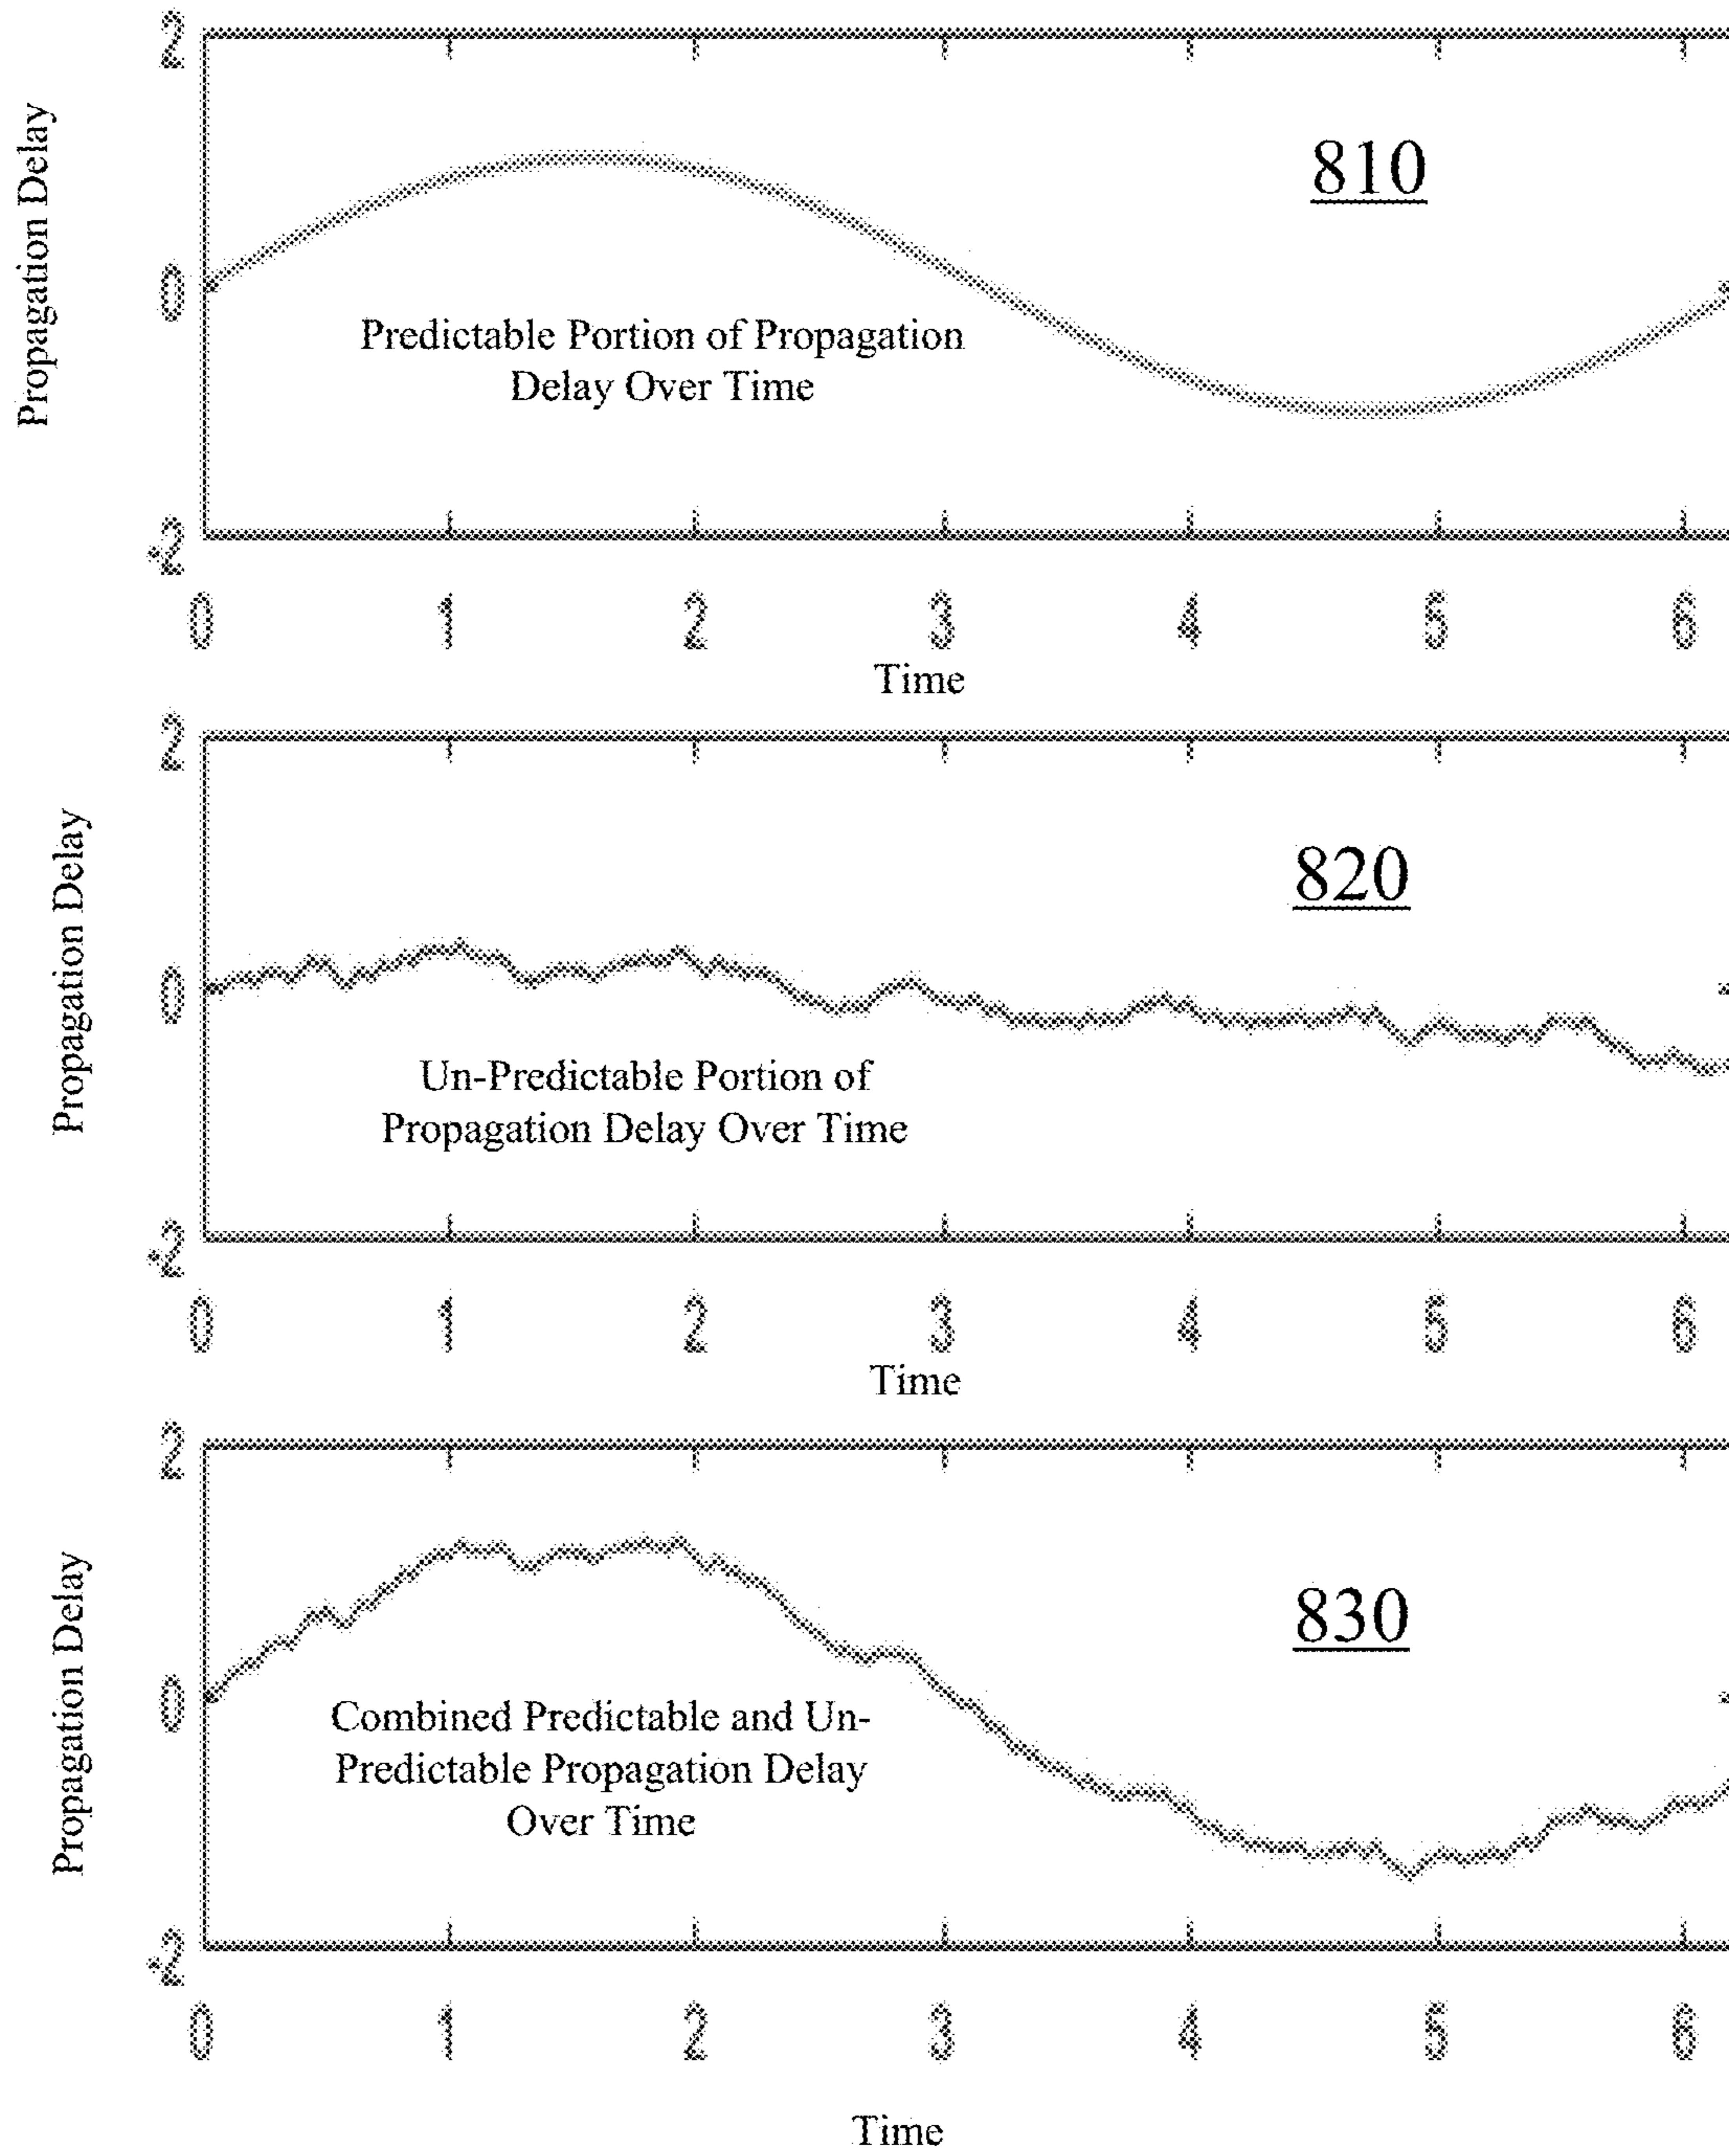 2
Propagation Delay
810
0
Predictable Portion of Propagation
Delay Over Time
-2
0 1 2 3 4 5 6
Time
2
Propagation Delay
820
0
Un-Predictable Portion of
Propagation Delay Over Time
-2
0 1 2 3 4 5 6
Time
2
Propagation Delay
830
0
Combined Predictable and Un-
Predictable Propagation Delay
Over Time
-2
0 1 2 3 4 5 6
Time